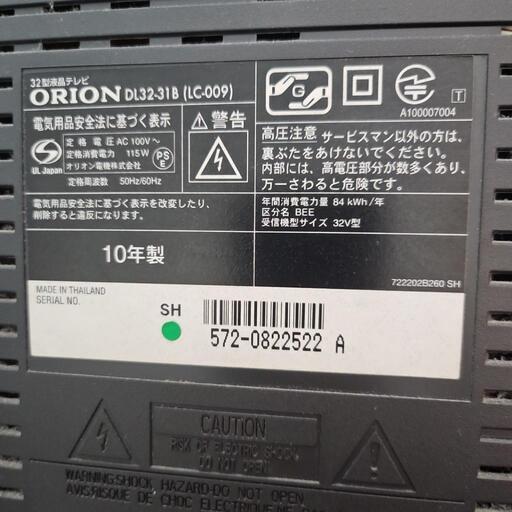 32型液晶テレビ
ORION DL32-31B (LC-009)
電気用品安全法に基づく表示
定格電圧 AC 100V～
定格消費電力 115W
オリオン電機株式会社
定格周波数 50Hz/60Hz
UL Japan
PSE
電気用品安全法に基づく表示を改変したり、
削除すると違反になります。
警告
G
A100007004
T
高圧注意 サービスマン以外の方は、
裏ぶたをあけないでください。
内部には、高電圧部分が数多くあり、
万一さわると危険です。
年間消費電力量 84 kWh/年
区分名 BEE
受信機型サイズ 32V型
10年製
722202B260 SH
MADE IN THAILAND
SERIAL NO.
SH
572-0822522 A
CAUTION
RISK OF ELECTRIC SHOCK
DO NOT OPEN
WARNING:SHOCK HAZARD-DO NOT OPEN
AVIS:RISQUE DE CHOC ELECTRIQUE-NE PAS